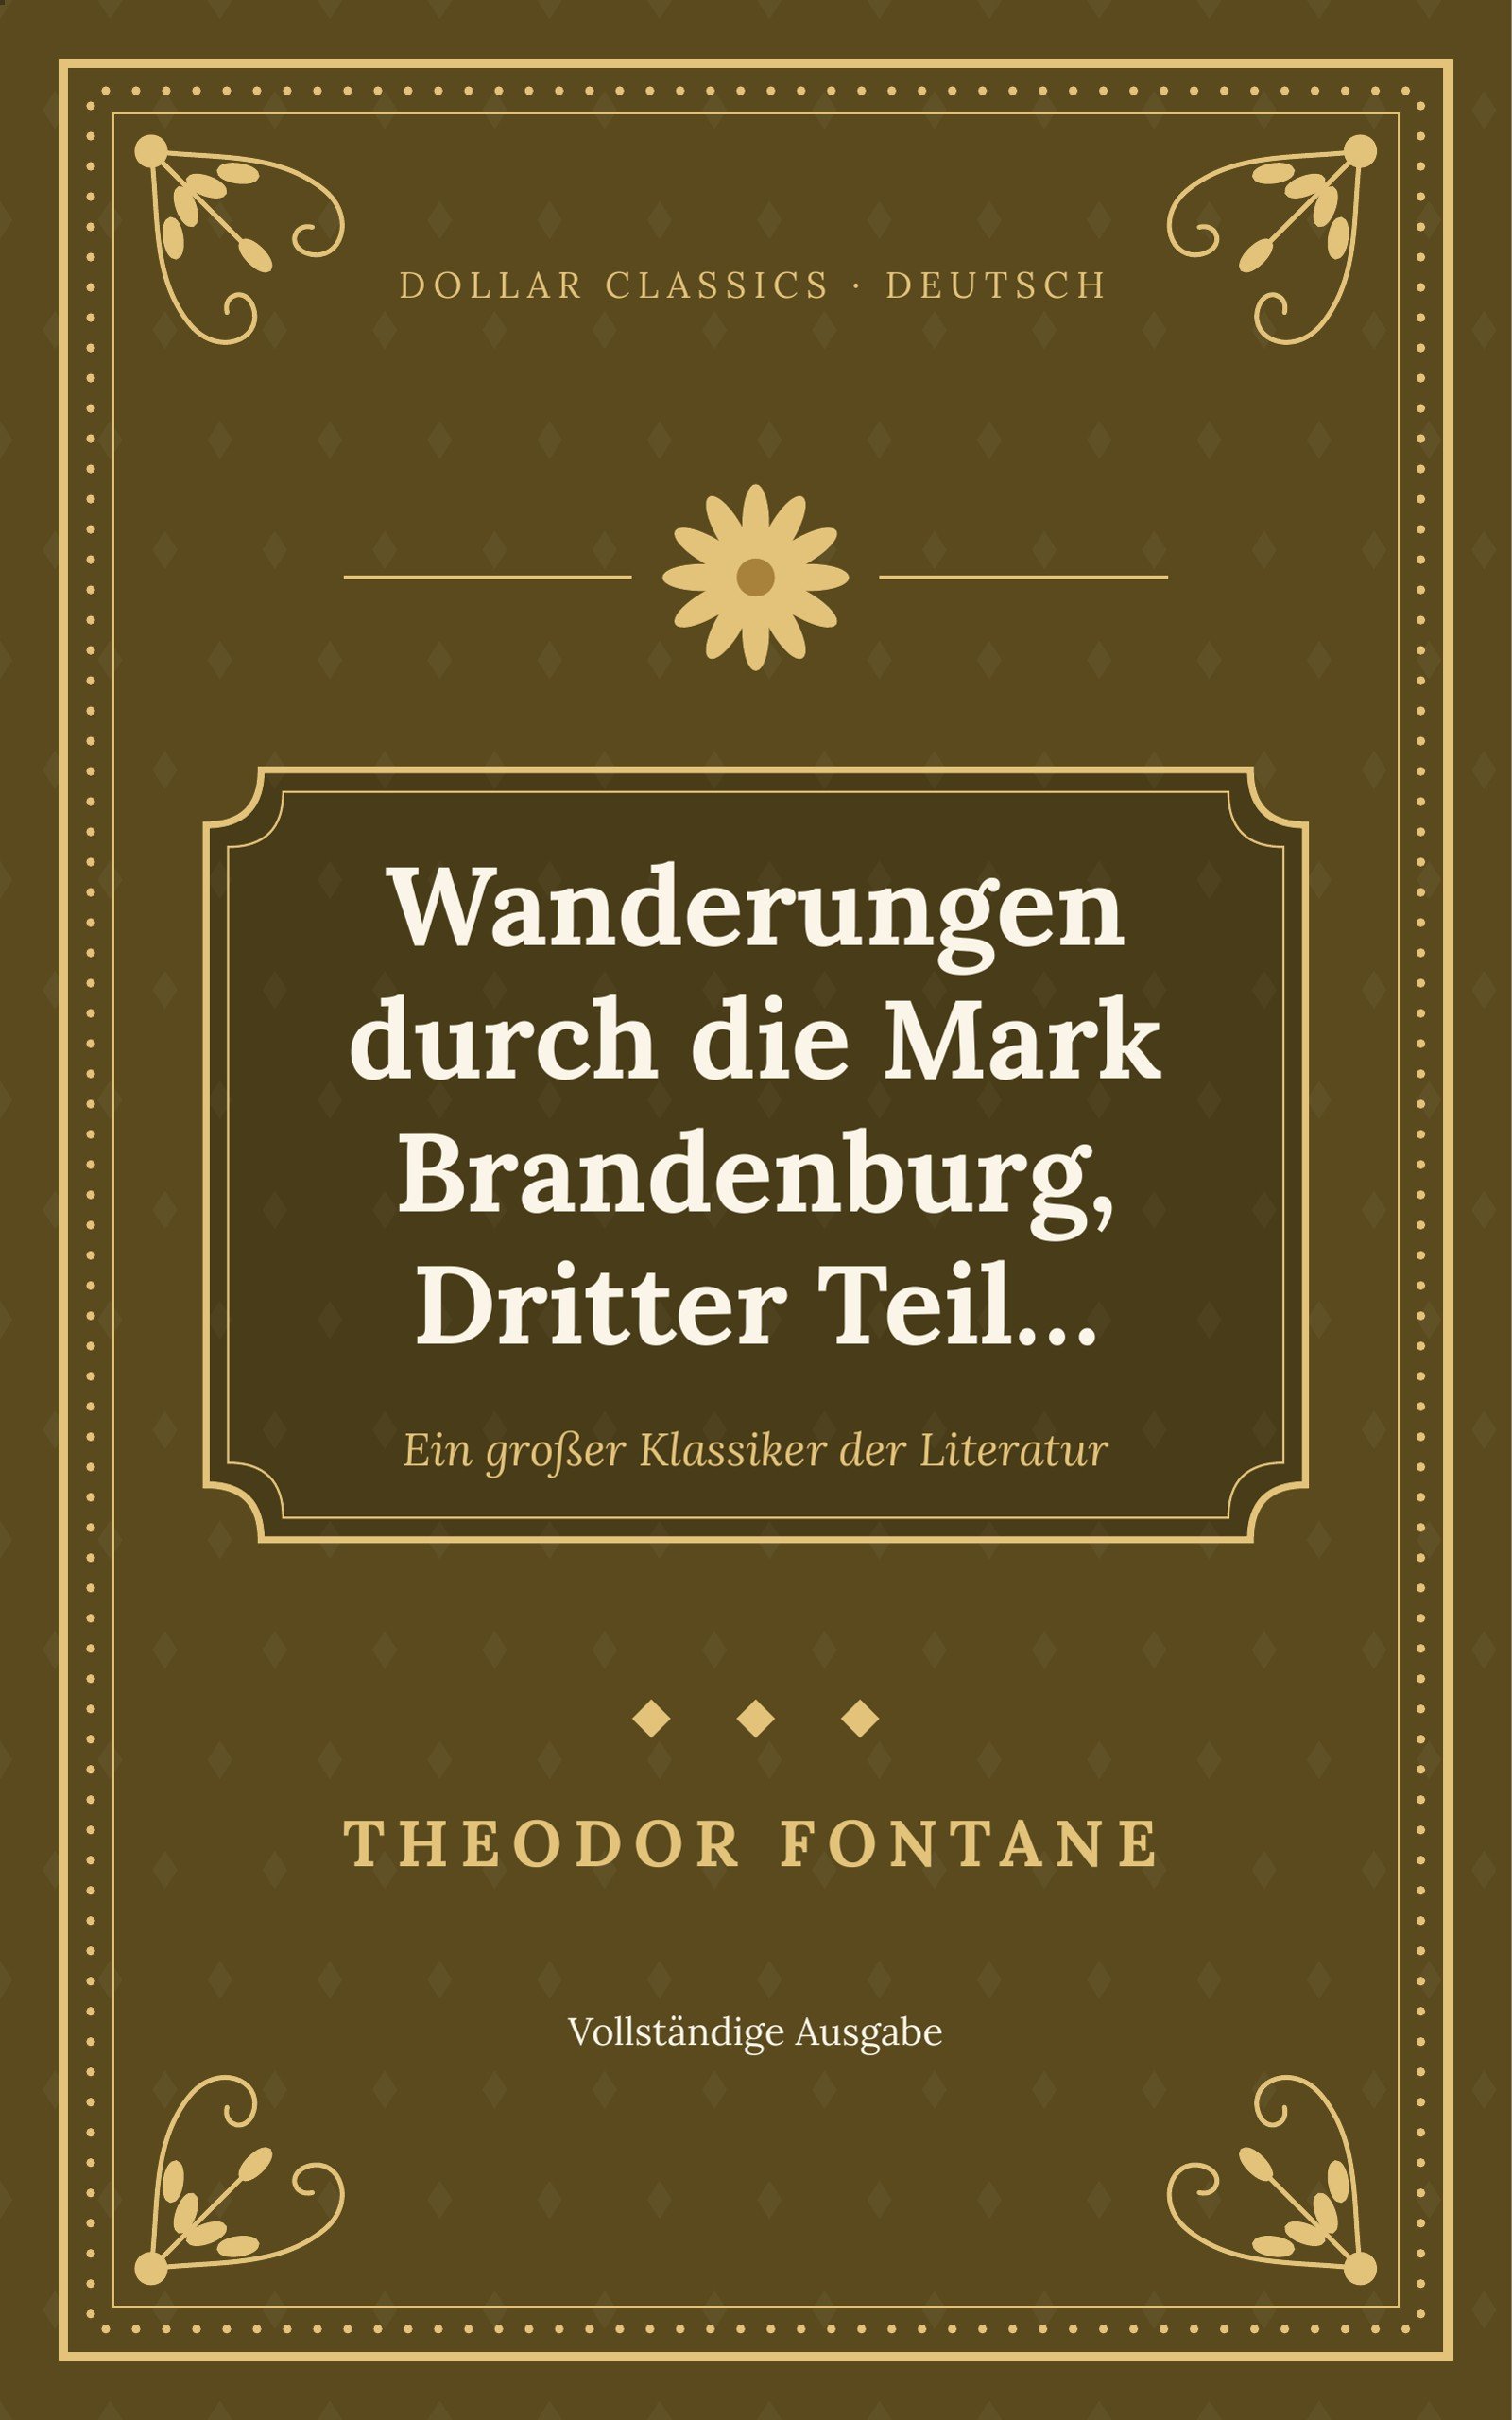 DOLLAR CLASSICS · DEUTSCH
Wanderungen
durch die Mark
Brandenburg,
Dritter Teil...
Ein großer Klassiker der Literatur
THEODOR FONTANE
Vollständige Ausgabe